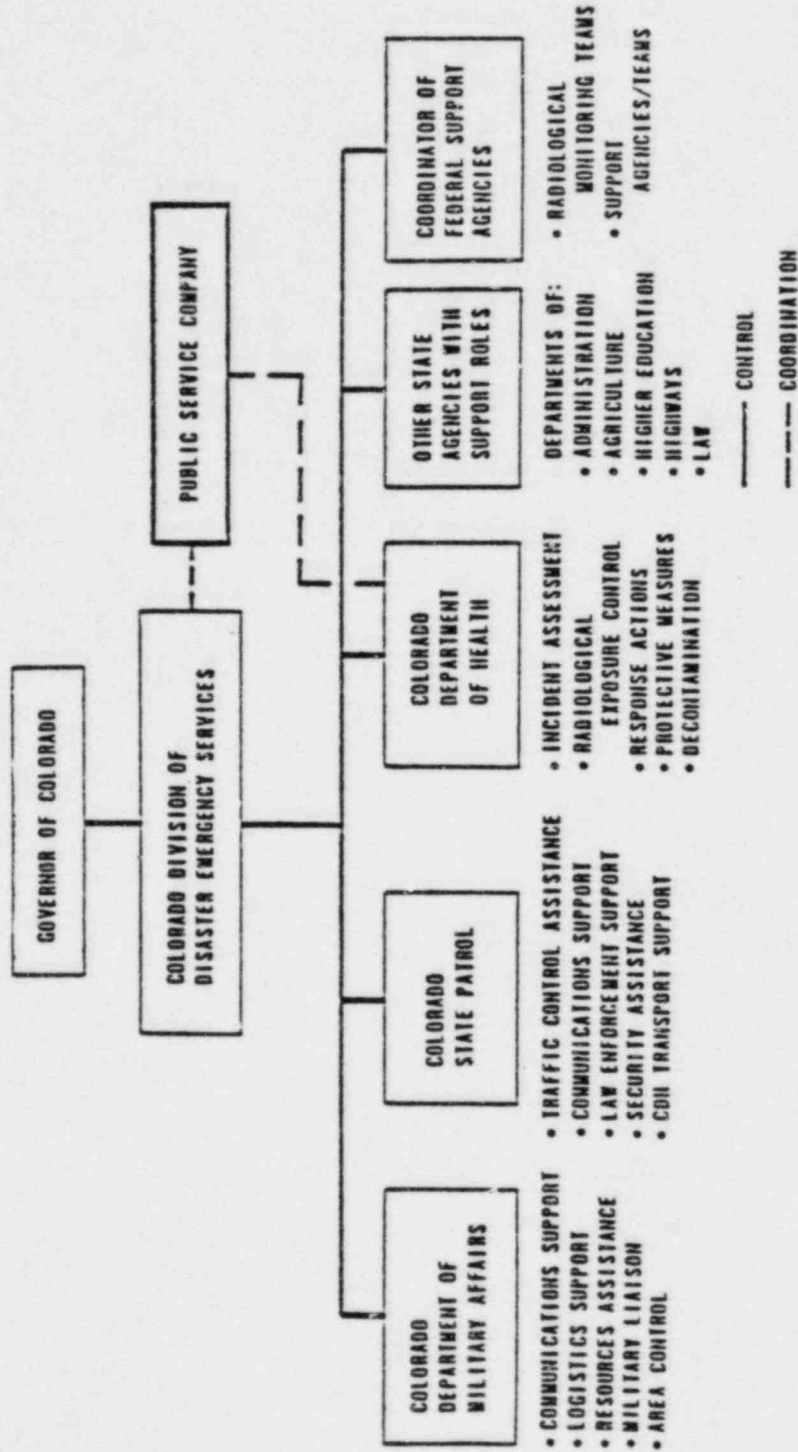 GOVERNOR OF COLORADO
COLORADO DIVISION OF
DISASTER EMERGENCY SERVICES
PUBLIC SERVICE COMPANY
COLORADO
DEPARTMENT OF
MILITARY AFFAIRS
• COMMUNICATIONS SUPPORT
• LOGISTICS SUPPORT
• RESOURCES ASSISTANCE
• MILITARY LIAISON
• AREA CONTROL
COLORADO
STATE PATROL
• TRAFFIC CONTROL ASSISTANCE
• COMMUNICATIONS SUPPORT
• LAW ENFORCEMENT SUPPORT
• SECURITY ASSISTANCE
• CDH TRANSPORT SUPPORT
COLORADO
DEPARTMENT
OF HEALTH
• INCIDENT ASSESSMENT
• RADIOLOGICAL
EXPOSURE CONTROL
• RESPONSE ACTIONS
• PROTECTIVE MEASURES
• DECONTAMINATION
OTHER STATE
AGENCIES WITH
SUPPORT ROLES
DEPARTMENTS OF:
• ADMINISTRATION
• AGRICULTURE
• HIGHER EDUCATION
• HIGHWAYS
• LAW
COORDINATOR OF
FEDERAL SUPPORT
AGENCIES
• RADIOLOGICAL
MONITORING TEAMS
• SUPPORT
AGENCIES/TEAMS
CONTROL
COORDINATION